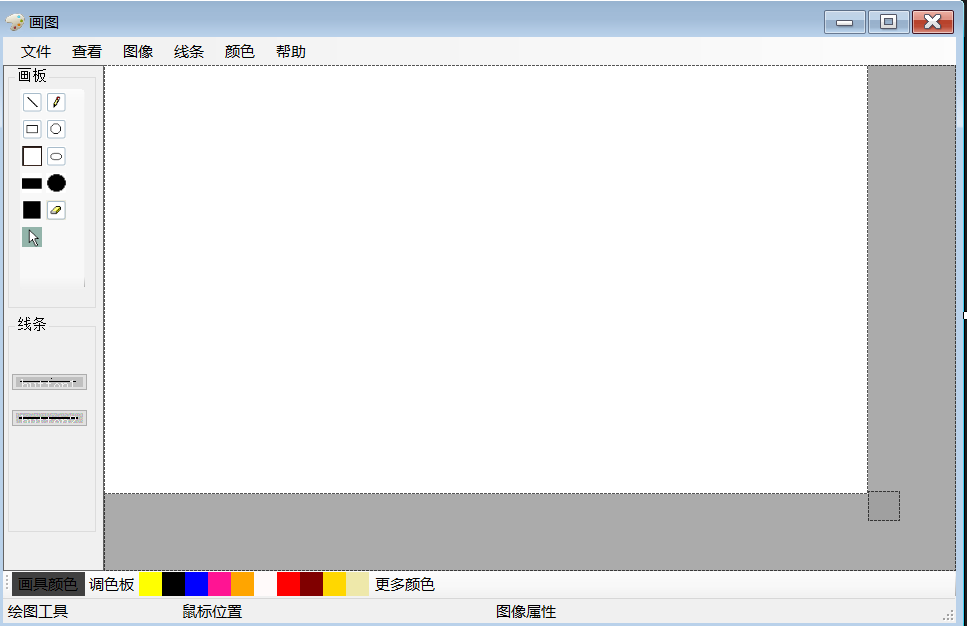 画图
文件 查看 图像 线条 颜色 帮助
画板
线条
画具颜色 调色板 更多颜色
绘图工具 鼠标位置 图像属性